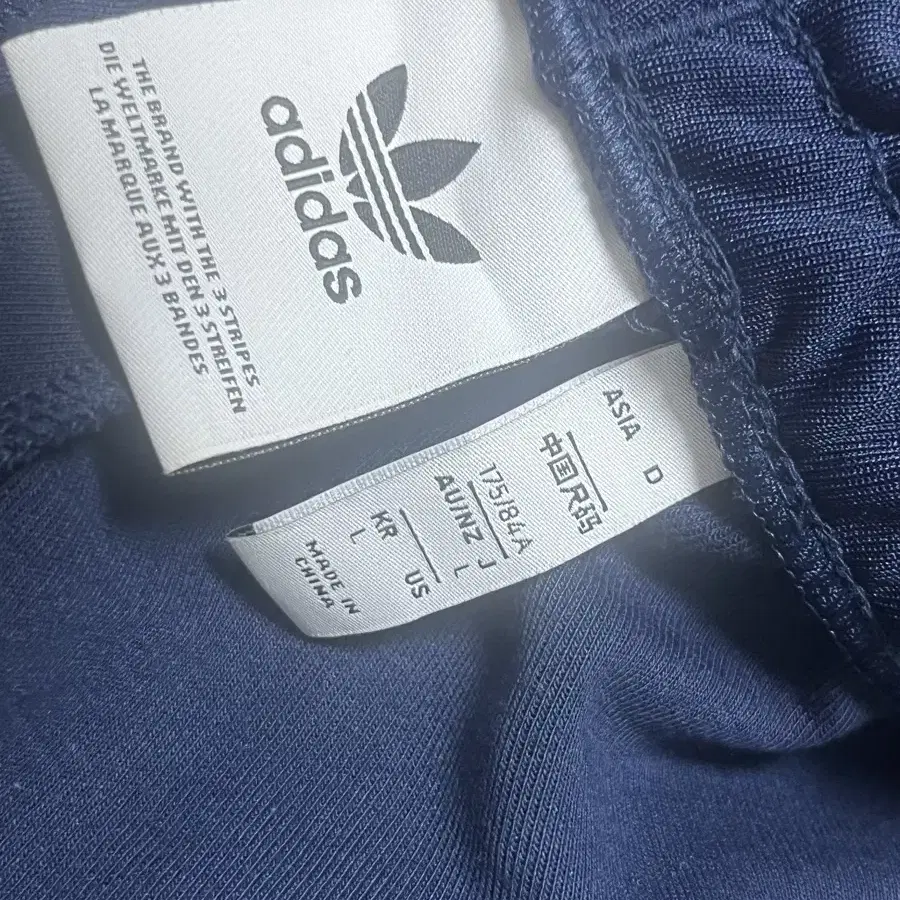 adidas
THE BRAND WITH THE 3 STRIPES
DIE WELTMARKE MIT DEN 3 STREIFEN
LA MARQUE AUX 3 BANDES
ASIA D
中国尺码
175/84A J
AU/NZ L
KR US
L
MADE IN
CHINA